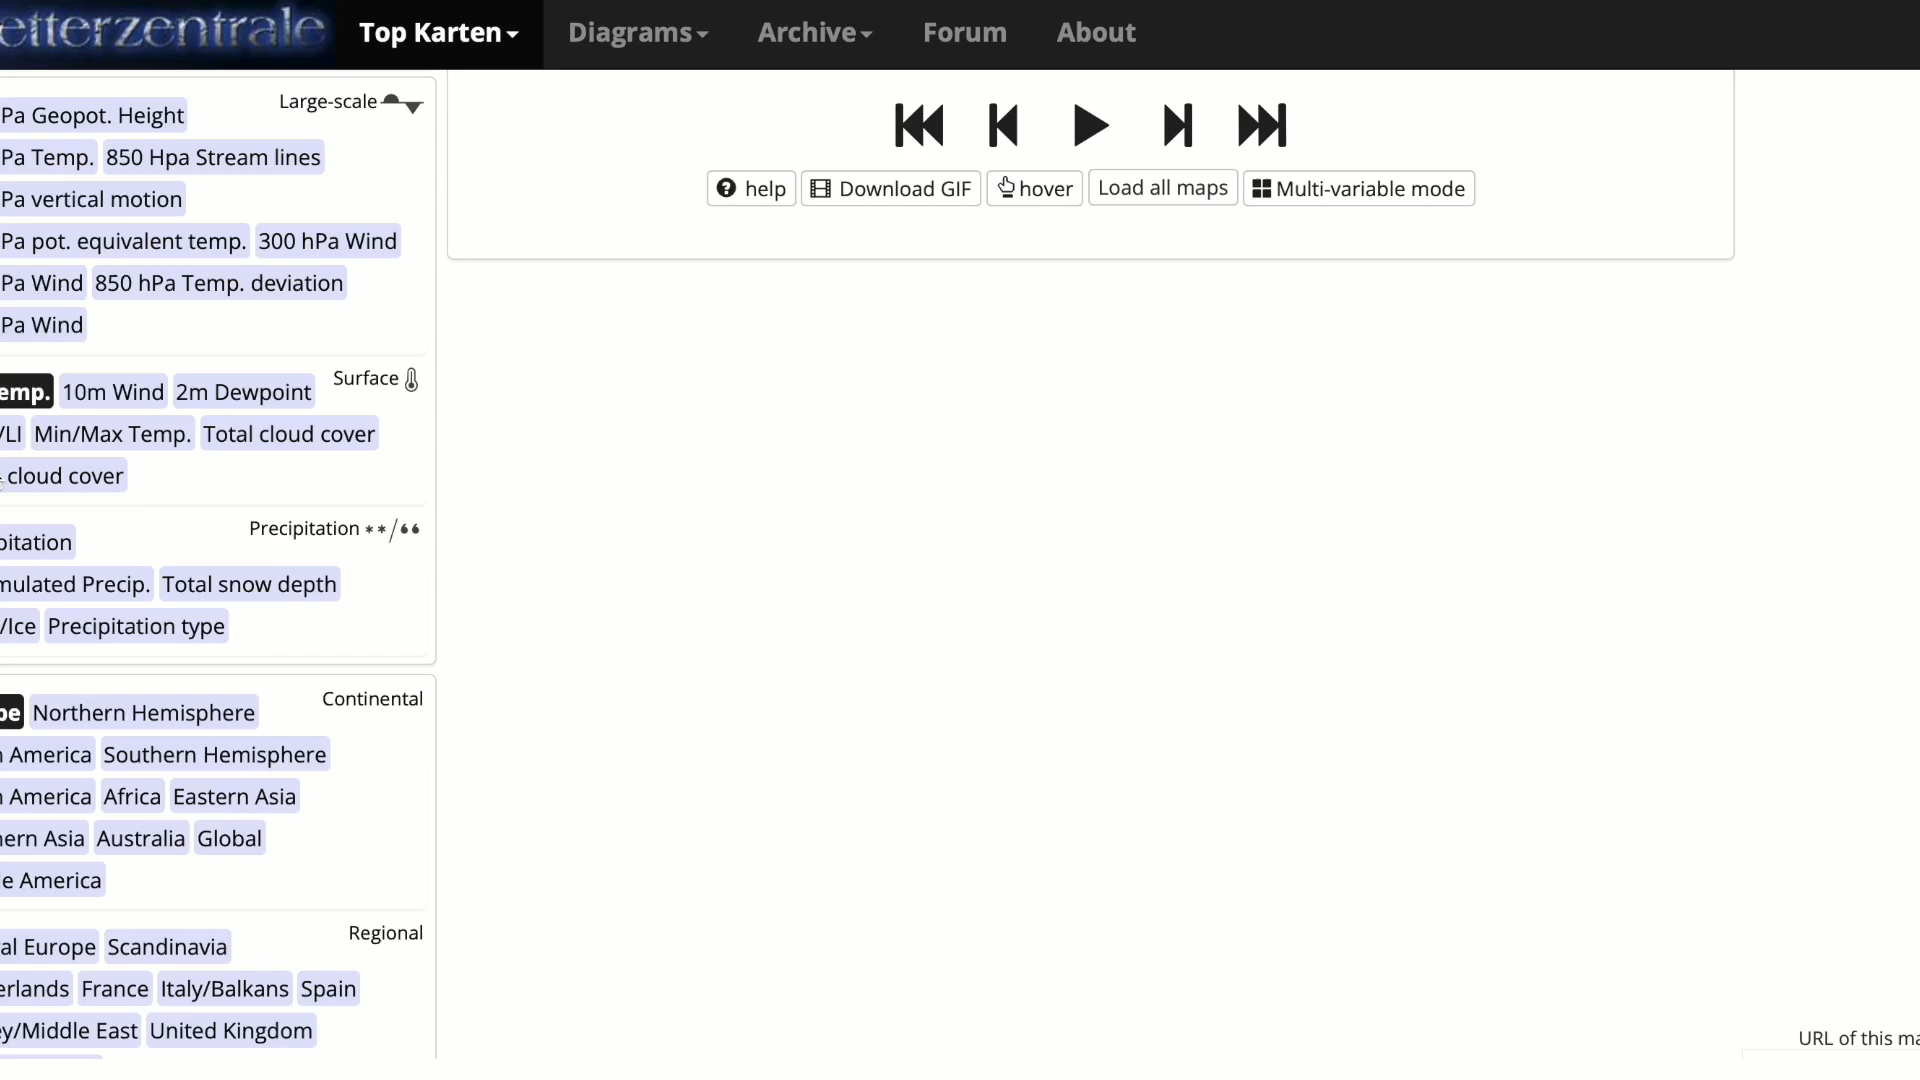 etterzentrale Top Karten Diagrams Archive Forum About
Large-scale
Pa Geopot. Height
Pa Temp. 850 Hpa Stream lines
Pa vertical motion
Pa pot. equivalent temp. 300 hPa Wind
Pa Wind 850 hPa Temp. deviation
Pa Wind
help Download GIF hover Load all maps Multi-variable mode
Surface
emp. 10m Wind 2m Dewpoint
/LI Min/Max Temp. Total cloud cover
cloud cover
Precipitation **/
pitation
mulated Precip. Total snow depth
/Ice Precipitation type
Continental
pe Northern Hemisphere
America Southern Hemisphere
America Africa Eastern Asia
hern Asia Australia Global
le America
Regional
al Europe Scandinavia
erlands France Italy/Balkans Spain
ey/Middle East United Kingdom
URL of this ma